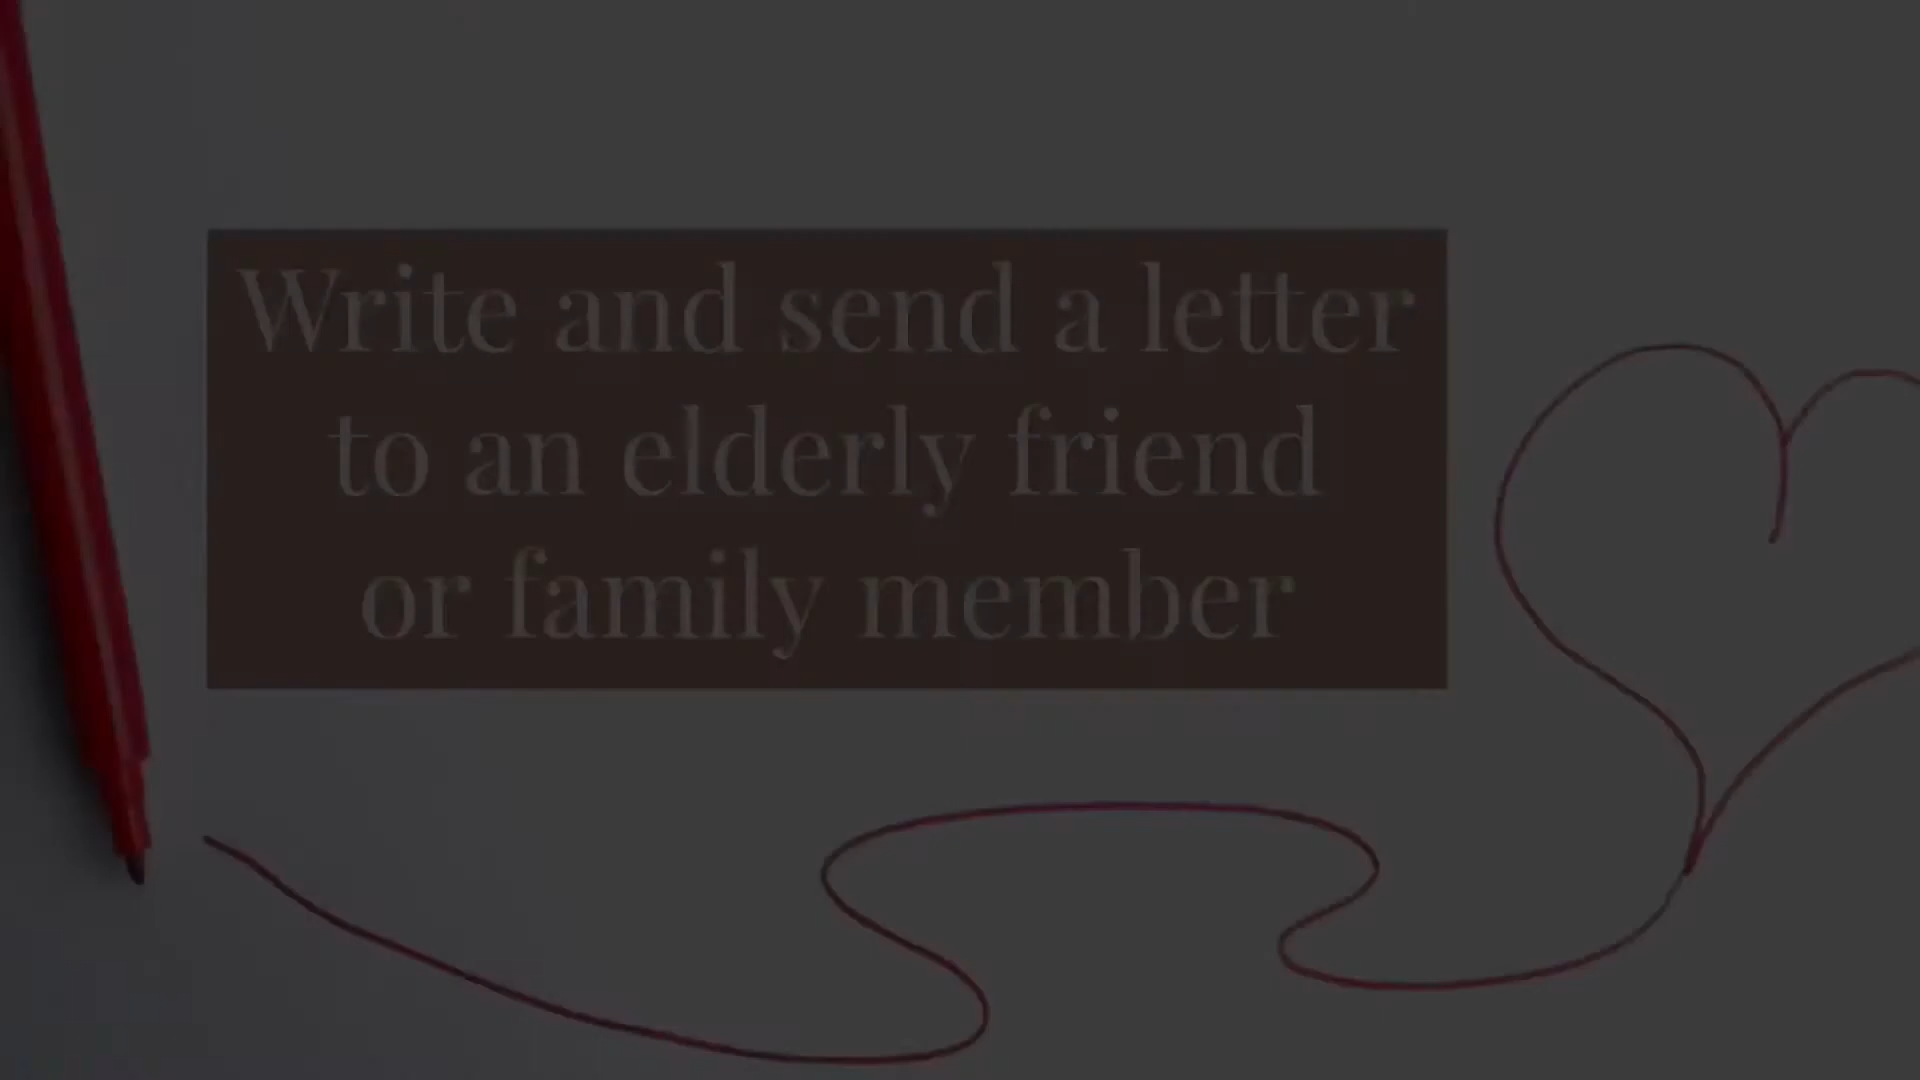 Write and send a letter
to an elderly friend
or family member